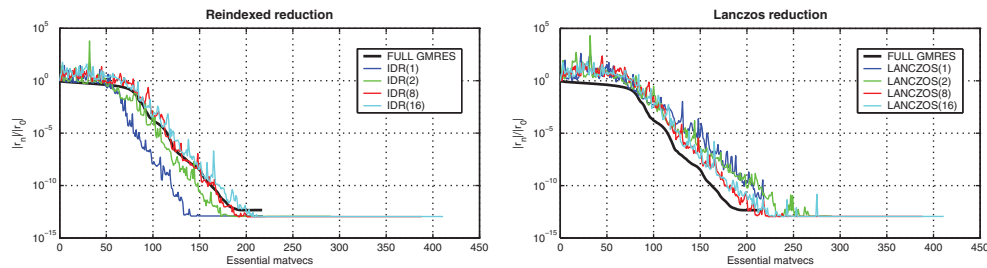 Reindexed reduction
10^5
10^0
10^-5
10^-10
10^-15
|r_n|/|r_0|
FULL GMRES
IDR(1)
IDR(2)
IDR(8)
IDR(16)
0 50 100 150 200 250 300 350 400 450
Essential matvecs
Lanczos reduction
10^5
10^0
10^-5
10^-10
10^-15
|r_n|/|r_0|
FULL GMRES
LANCZOS(1)
LANCZOS(2)
LANCZOS(8)
LANCZOS(16)
0 50 100 150 200 250 300 350 400 450
Essential matvecs